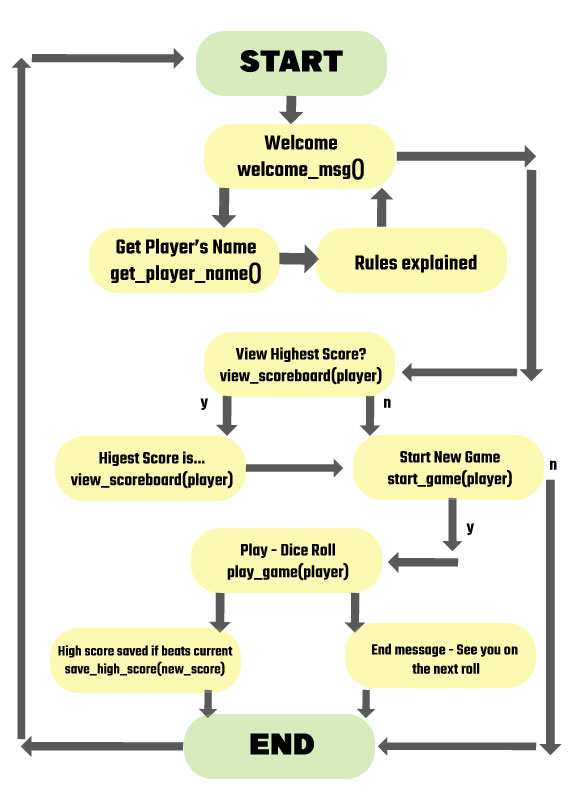 START
Welcome
welcome_msg()
Get Player's Name
get_player_name()
Rules explained
View Highest Score?
view_scoreboard(player)
y
n
Higest Score is...
view_scoreboard(player)
Start New Game
start_game(player)
n
y
Play - Dice Roll
play_game(player)
High score saved if beats current
save_high_score(new_score)
End message - See you on
the next roll
END